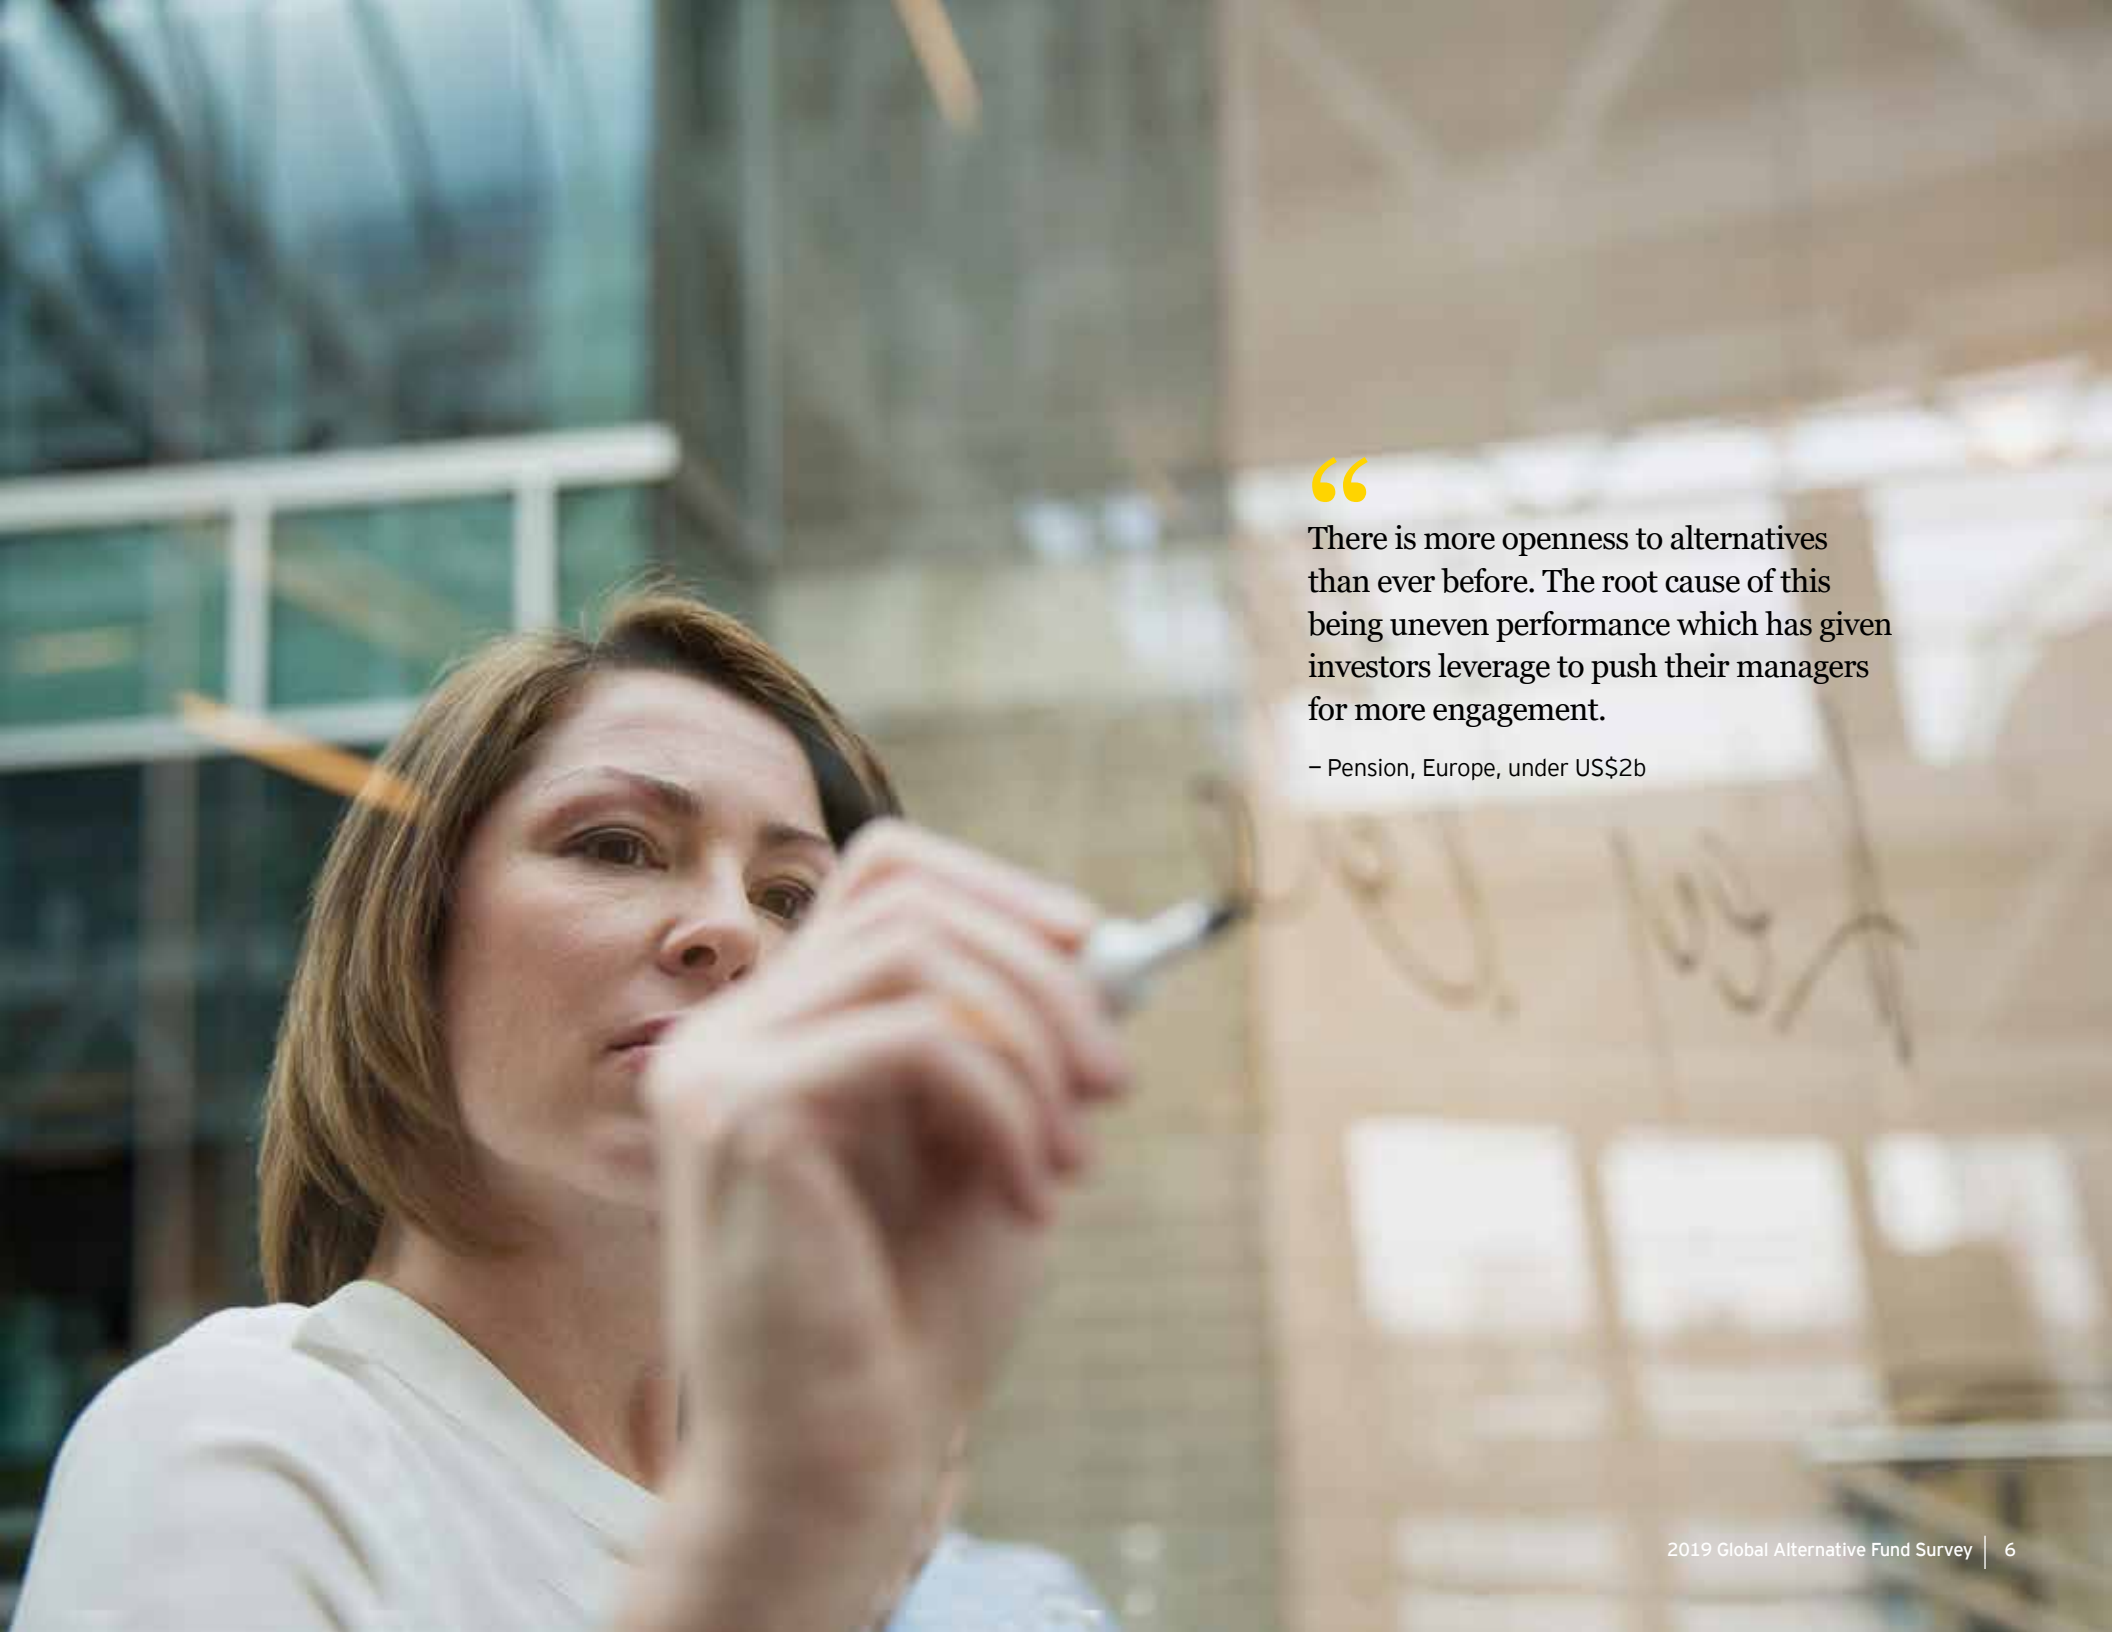 “
There is more openness to alternatives
than ever before. The root cause of this
being uneven performance which has given
investors leverage to push their managers
for more engagement.
– Pension, Europe, under US$2b
2019 Global Alternative Fund Survey | 6